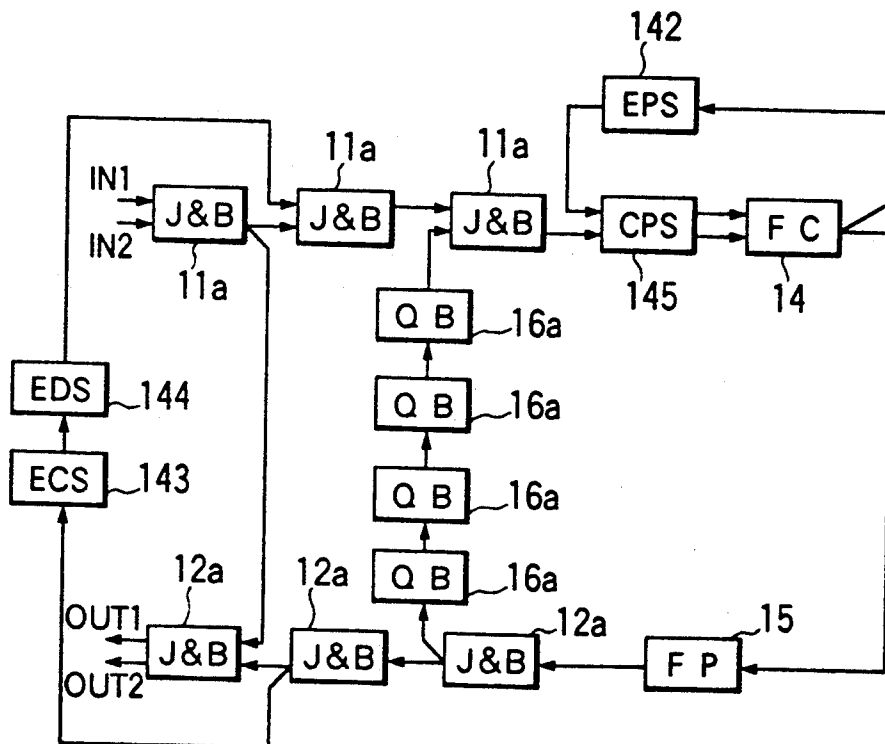 142
EPS
11a
11a
IN1
IN2
J&B
J&B
J&B
CPS
F C
11a
145
14
Q B
16a
EDS
144
Q B
16a
ECS
143
Q B
16a
12a
Q B
16a
12a
12a
15
OUT1
J&B
J&B
J&B
F P
OUT2